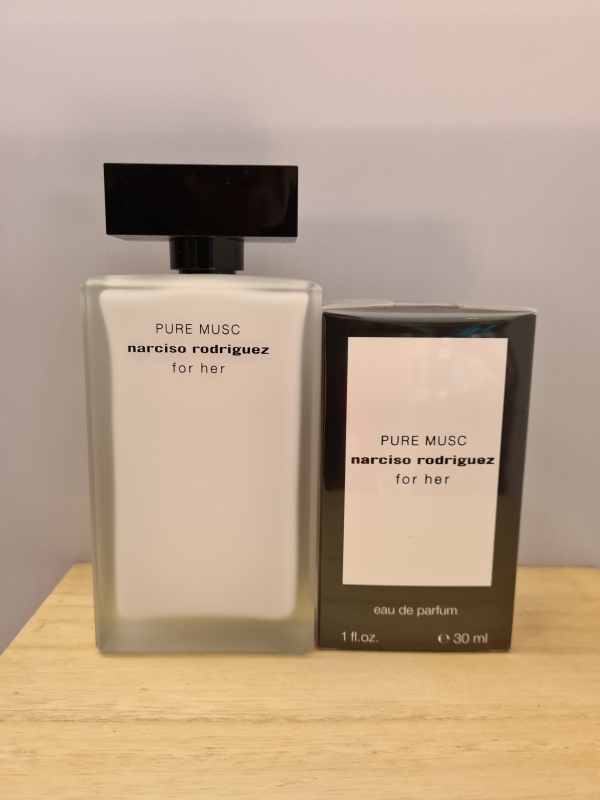 PURE MUSC
narciso rodriguez
for her
PURE MUSC
narciso rodriguez
for her
eau de parfum
1 fl.oz. ℮ 30 ml